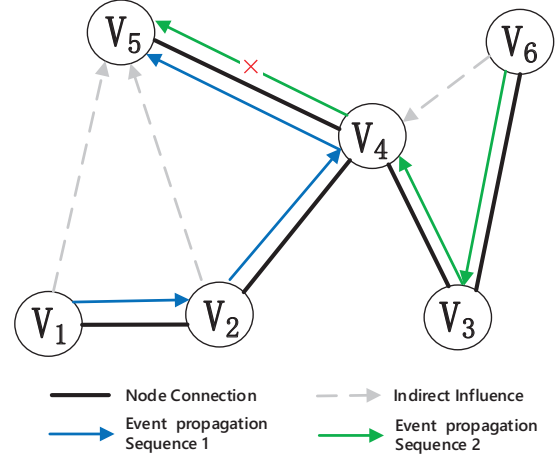 V5
V6
V4
V1
V2
V3
Node Connection
Indirect Influence
Event propagation
Sequence 1
Event propagation
Sequence 2
×